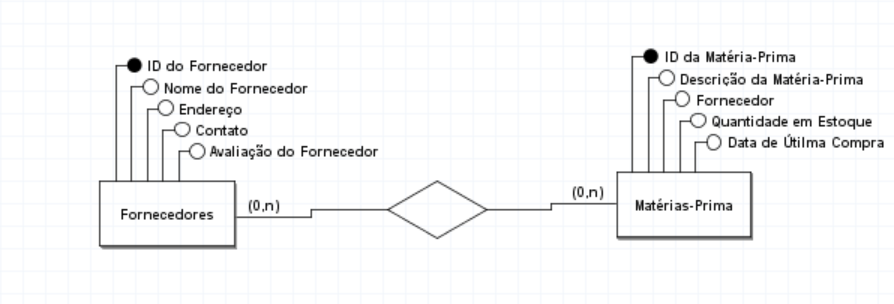 ID do Fornecedor
Nome do Fornecedor
Endereço
Contato
Avaliação do Fornecedor
Fornecedores
(0,n)
(0,n)
ID da Matéria-Prima
Descrição da Matéria-Prima
Fornecedor
Quantidade em Estoque
Data de Útilma Compra
Matérias-Prima